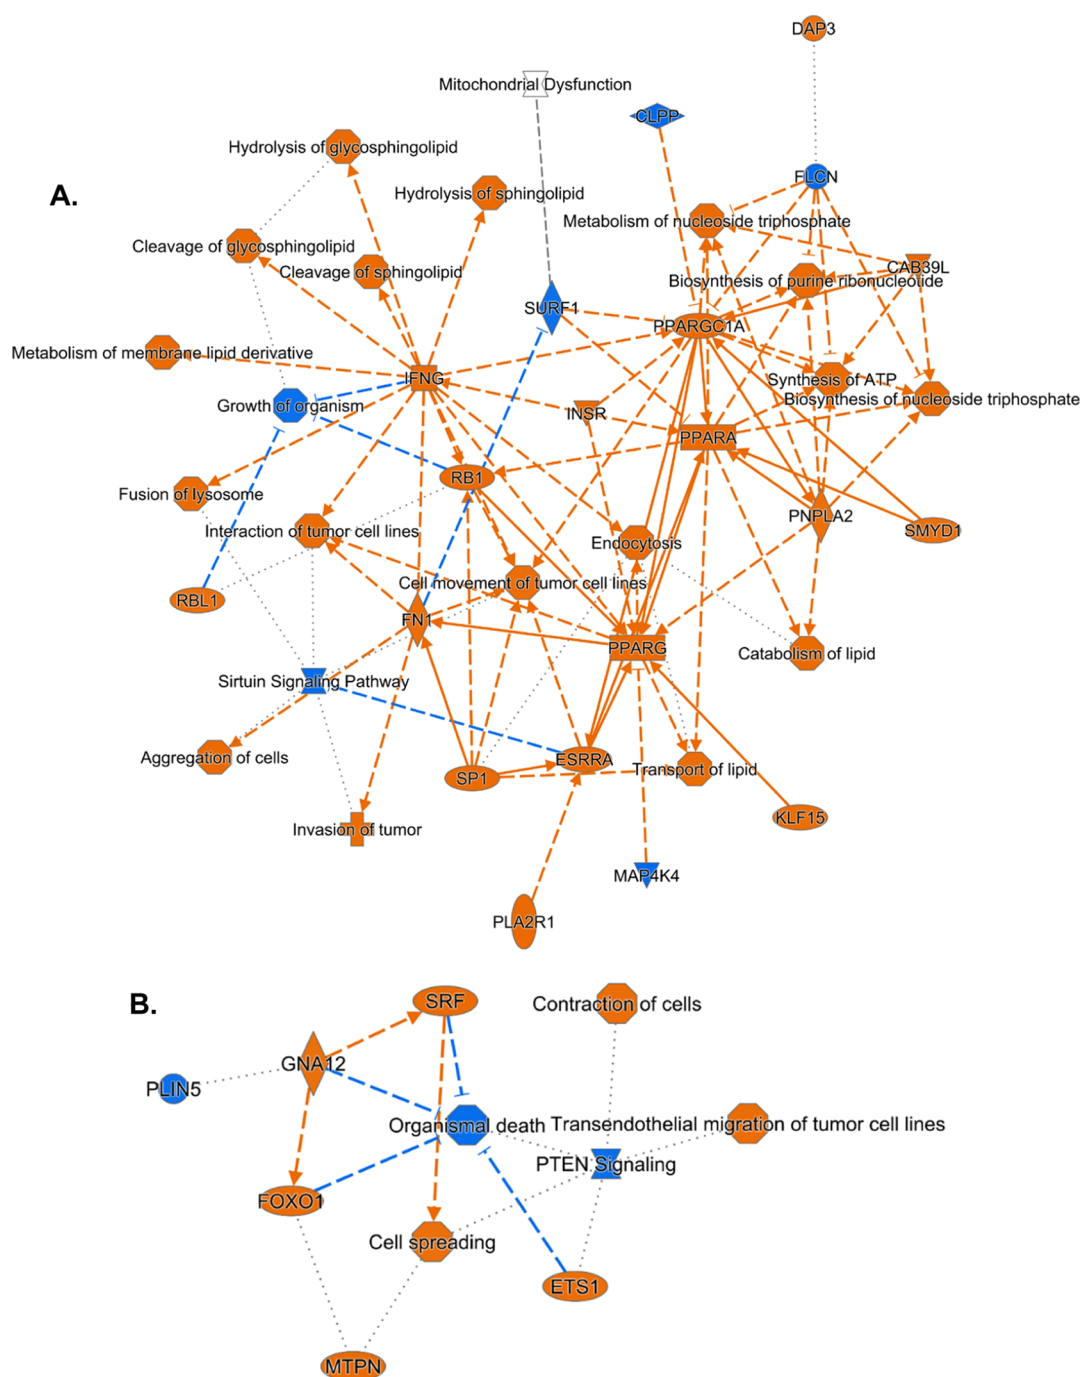 DAP3
Mitochondrial Dysfunction
CLPP
Hydrolysis of glycosphingolipid
FLCN
A.
Hydrolysis of sphingolipid
Metabolism of nucleoside triphosphate
Cleavage of glycosphingolipid
Cleavage of sphingolipid
CAB39L
Biosynthesis of purine ribonucleotide
SURF1
PPARGC1A
Metabolism of membrane lipid derivative
IFNG
Synthesis of ATP
Biosynthesis of nucleoside triphosphate
Growth of organism
INSR
PPARA
RB1
Fusion of lysosome
PNPLA2
SMYD1
Interaction of tumor cell lines
Endocytosis
Cell movement of tumor cell lines
RBL1
FN1
PPARG
Catabolism of lipid
Sirtuin Signaling Pathway
Aggregation of cells
ESRRA
SP1
Transport of lipid
KLF15
Invasion of tumor
MAP4K4
PLA2R1
B.
SRF
Contraction of cells
GNA12
PLIN5
Organismal death
Transendothelial migration of tumor cell lines
PTEN Signaling
FOXO1
Cell spreading
ETS1
MTPN